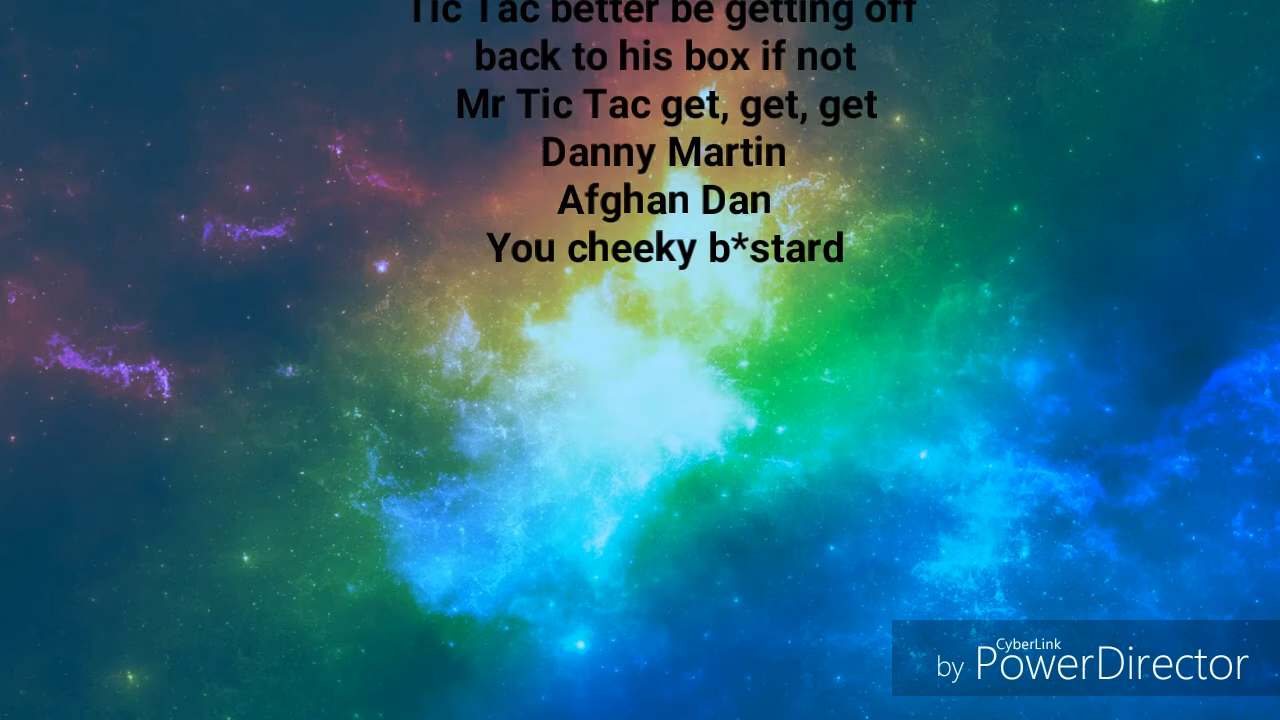 Tic Tac better be getting off
back to his box if not
Mr Tic Tac get, get, get
Danny Martin
Afghan Dan
You cheeky b*stard
CyberLink
by PowerDirector